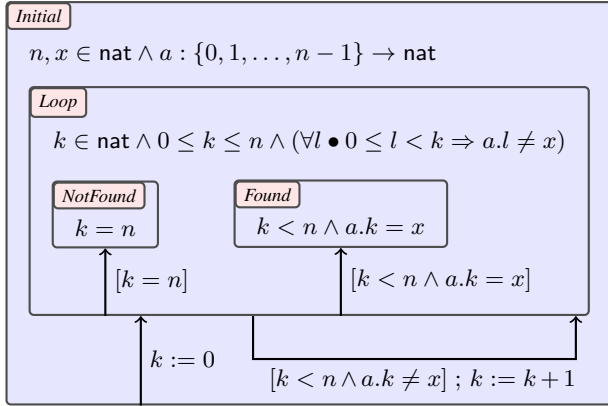 Initial
n, x ∈ nat ∧ a : {0, 1, . . . , n − 1} → nat
Loop
k ∈ nat ∧ 0 ≤ k ≤ n ∧ (∀l • 0 ≤ l < k ⇒ a.l ≠ x)
NotFound
k = n
Found
k < n ∧ a.k = x
[k = n]
[k < n ∧ a.k = x]
k := 0
[k < n ∧ a.k ≠ x] ; k := k + 1